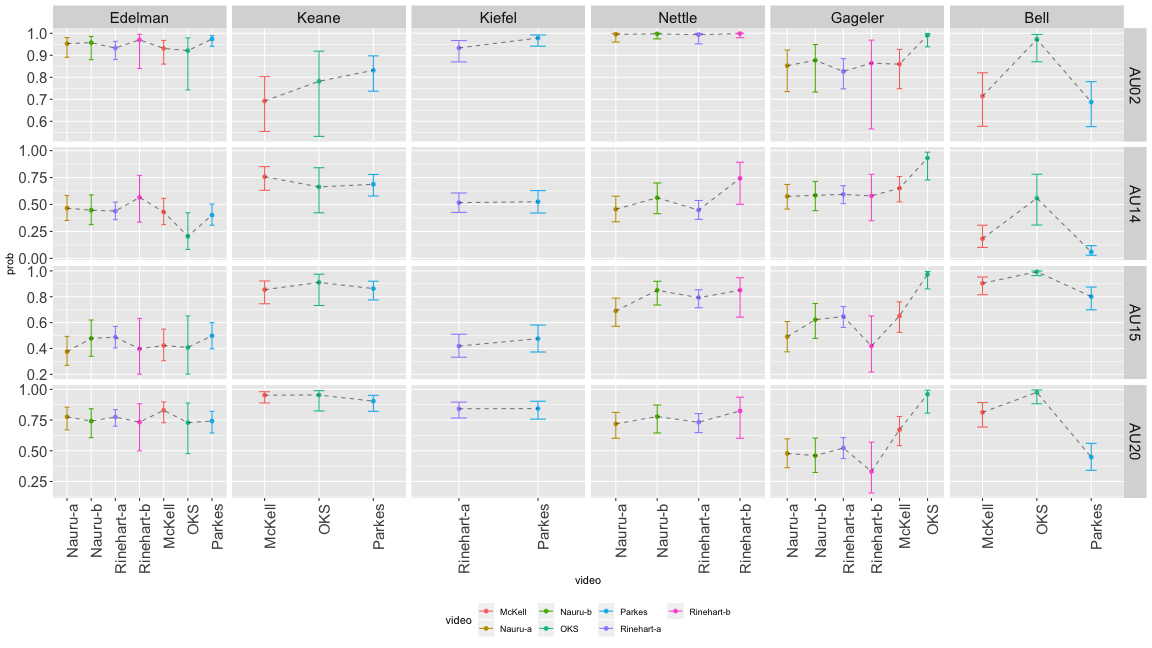 Edelman Keane Kiefel Nettle Gageler Bell
1.0
0.9
0.8
0.7
0.6
AU02
1.00
0.75
0.50
0.25
0.00
AU14
prop
1.0
0.8
0.6
0.4
0.2
AU15
1.00
0.75
0.50
0.25
AU20
Nauru-a Nauru-b Rinehart-a Rinehart-b McKell OKS Parkes McKell OKS Parkes Rinehart-a Parkes Nauru-a Nauru-b Rinehart-a Rinehart-b Nauru-a Nauru-b Rinehart-a Rinehart-b McKell OKS McKell OKS Parkes
video
video McKell Nauru-b Parkes Rinehart-b
Nauru-a OKS Rinehart-a